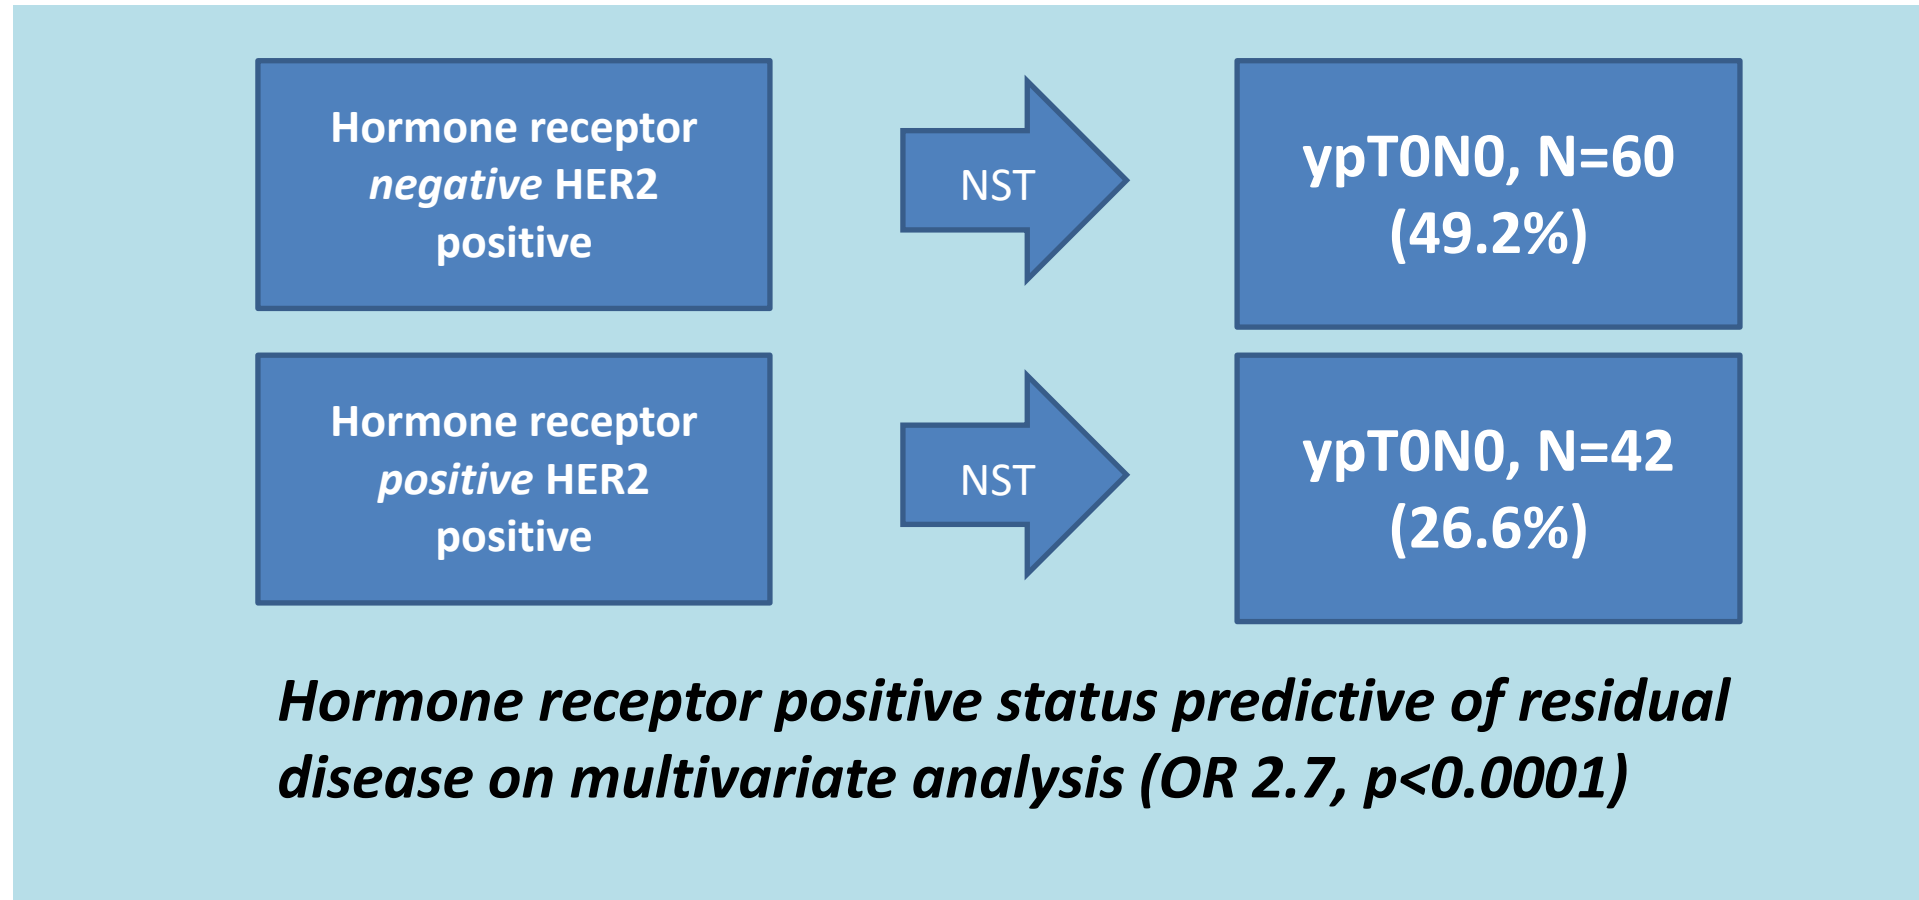 Hormone receptor
negative HER2
positive
NST
ypT0N0, N=60
(49.2%)
Hormone receptor
positive HER2
positive
NST
ypT0N0, N=42
(26.6%)
Hormone receptor positive status predictive of residual
disease on multivariate analysis (OR 2.7, p<0.0001)